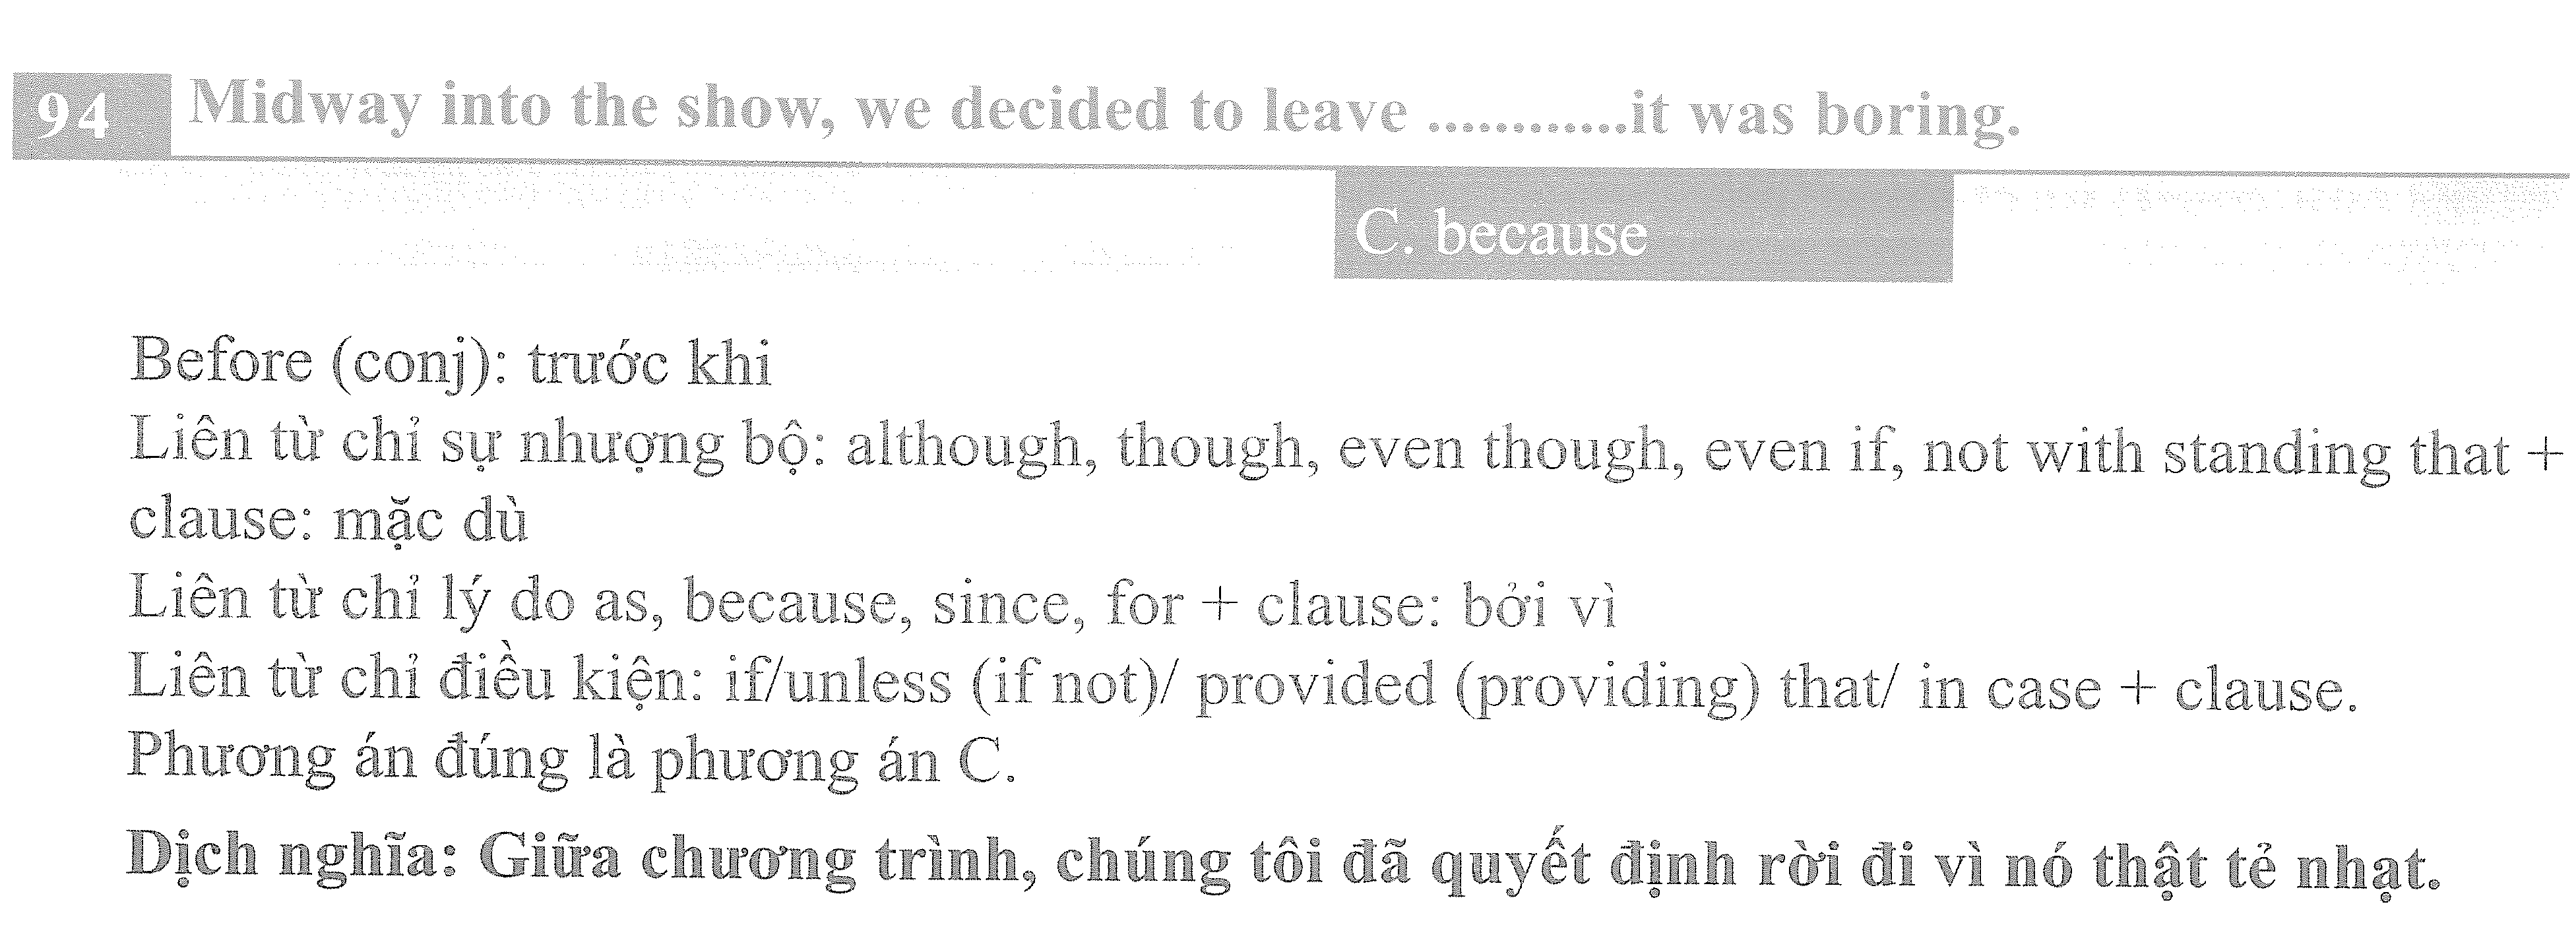 94 Midway into the show, we decided to leave ............it was boring.
C. because
Before (conj): trước khi
Liên từ chỉ sự nhượng bộ: although, though, even though, even if, not with standing that +
clause: mặc dù
Liên từ chỉ lý do as, because, since, for + clause: bởi vì
Liên từ chỉ điều kiện: if/unless (if not)/ provided (providing) that/ in case + clause.
Phương án đúng là phương án C.
Dịch nghĩa: Giữa chương trình, chúng tôi đã quyết định rời đi vì nó thật tẻ nhạt.